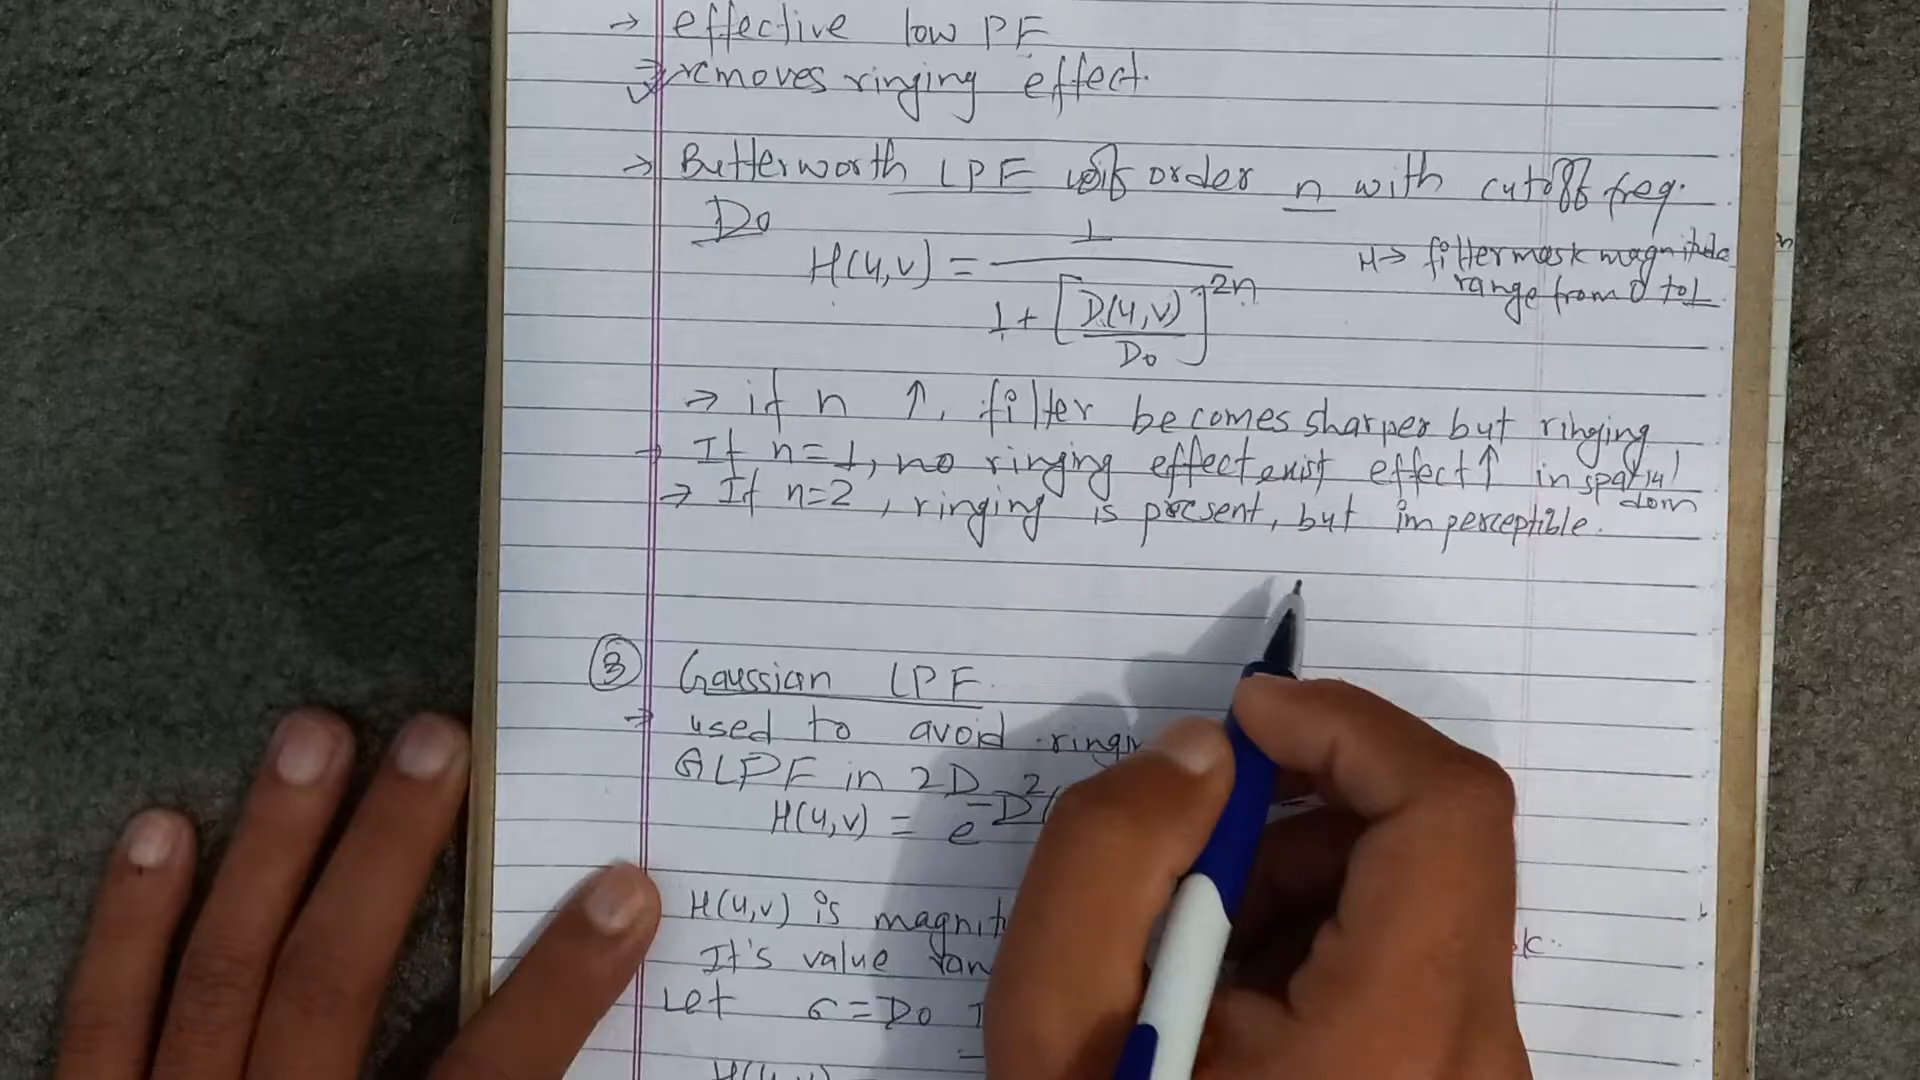 → effective low PF
→ removes ringing effect.
→ Butterworth LPF of order n with cutoff freq.
D₀
H(u,v) = 1 / 1 + [D(u,v) / D₀]^2n
H → filter mask magnitude
range from 0 to 1
→ if n ↑, filter becomes sharper but ringing
effect ↑ in spatial
dom
→ If n=1, no ringing effect exist
→ If n=2, ringing is present, but imperceptible.
③ Gaussian LPF.
→ used to avoid
GLPF in 2D
H(u,v) = e^-D²(
H(u,v) is
It's value
Let σ = D₀
H(u,v)